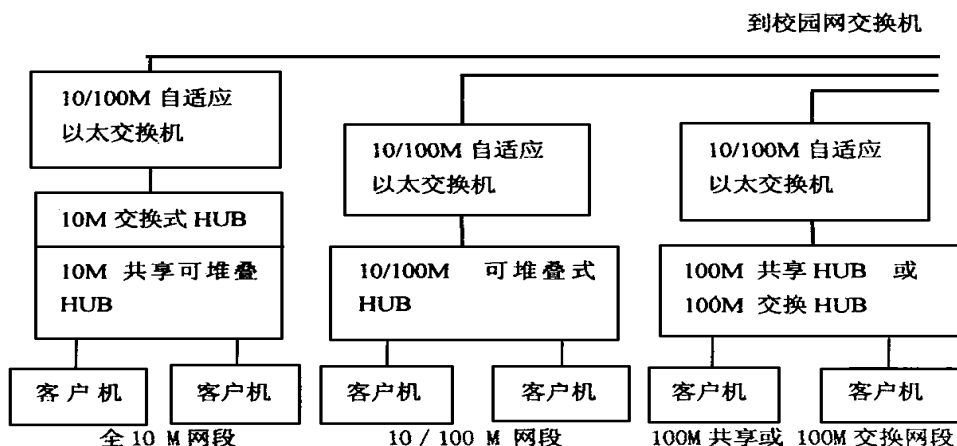 到校园网交换机
10/100M 自适应
以太交换机
10M 交换式 HUB
10M 共享可堆叠
HUB
客 户 机
客户机
全 10 M 网段
10/100M 自适应
以太交换机
10/100M 可堆叠式
HUB
客户机
客户机
10 / 100 M 网段
10/100M 自适应
以太交换机
100M 共享 HUB 或
100M 交换 HUB
客户机
客户机
100M 共享或 100M 交换网段